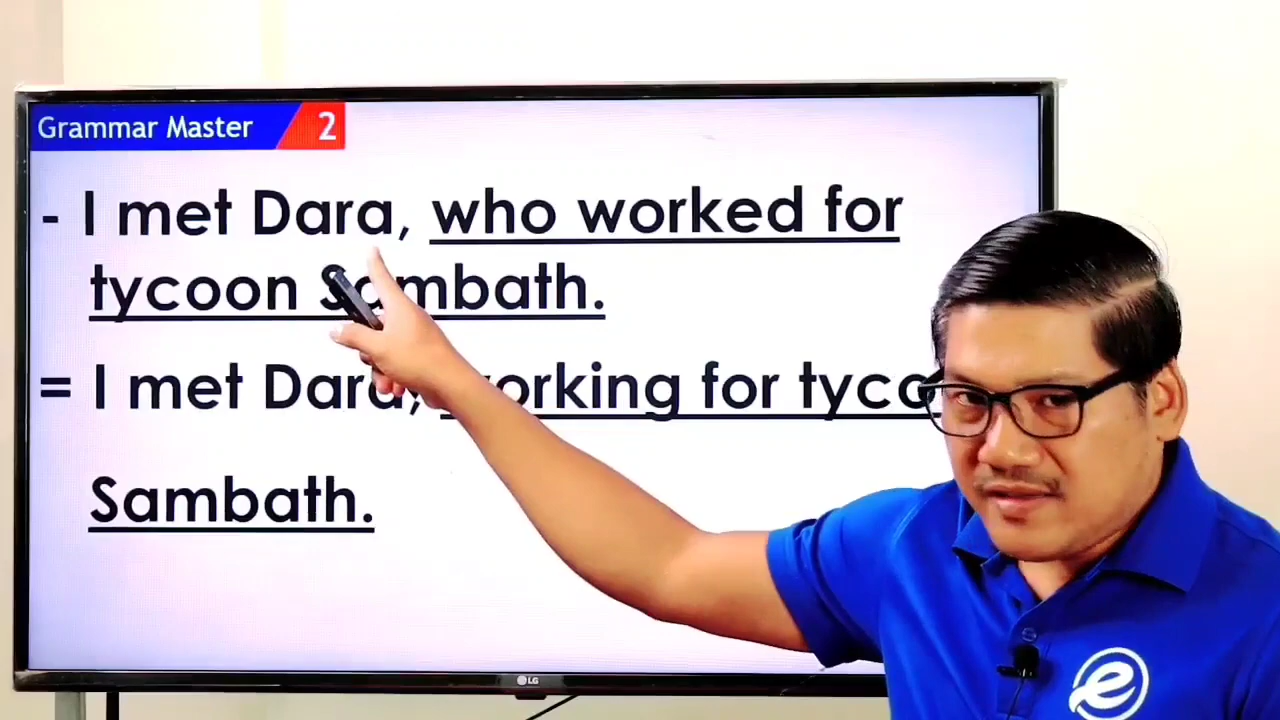 Grammar Master 2
- I met Dara, who worked for
tycoon Sambath.
= I met Dara, working for
Sambath.
LG
e